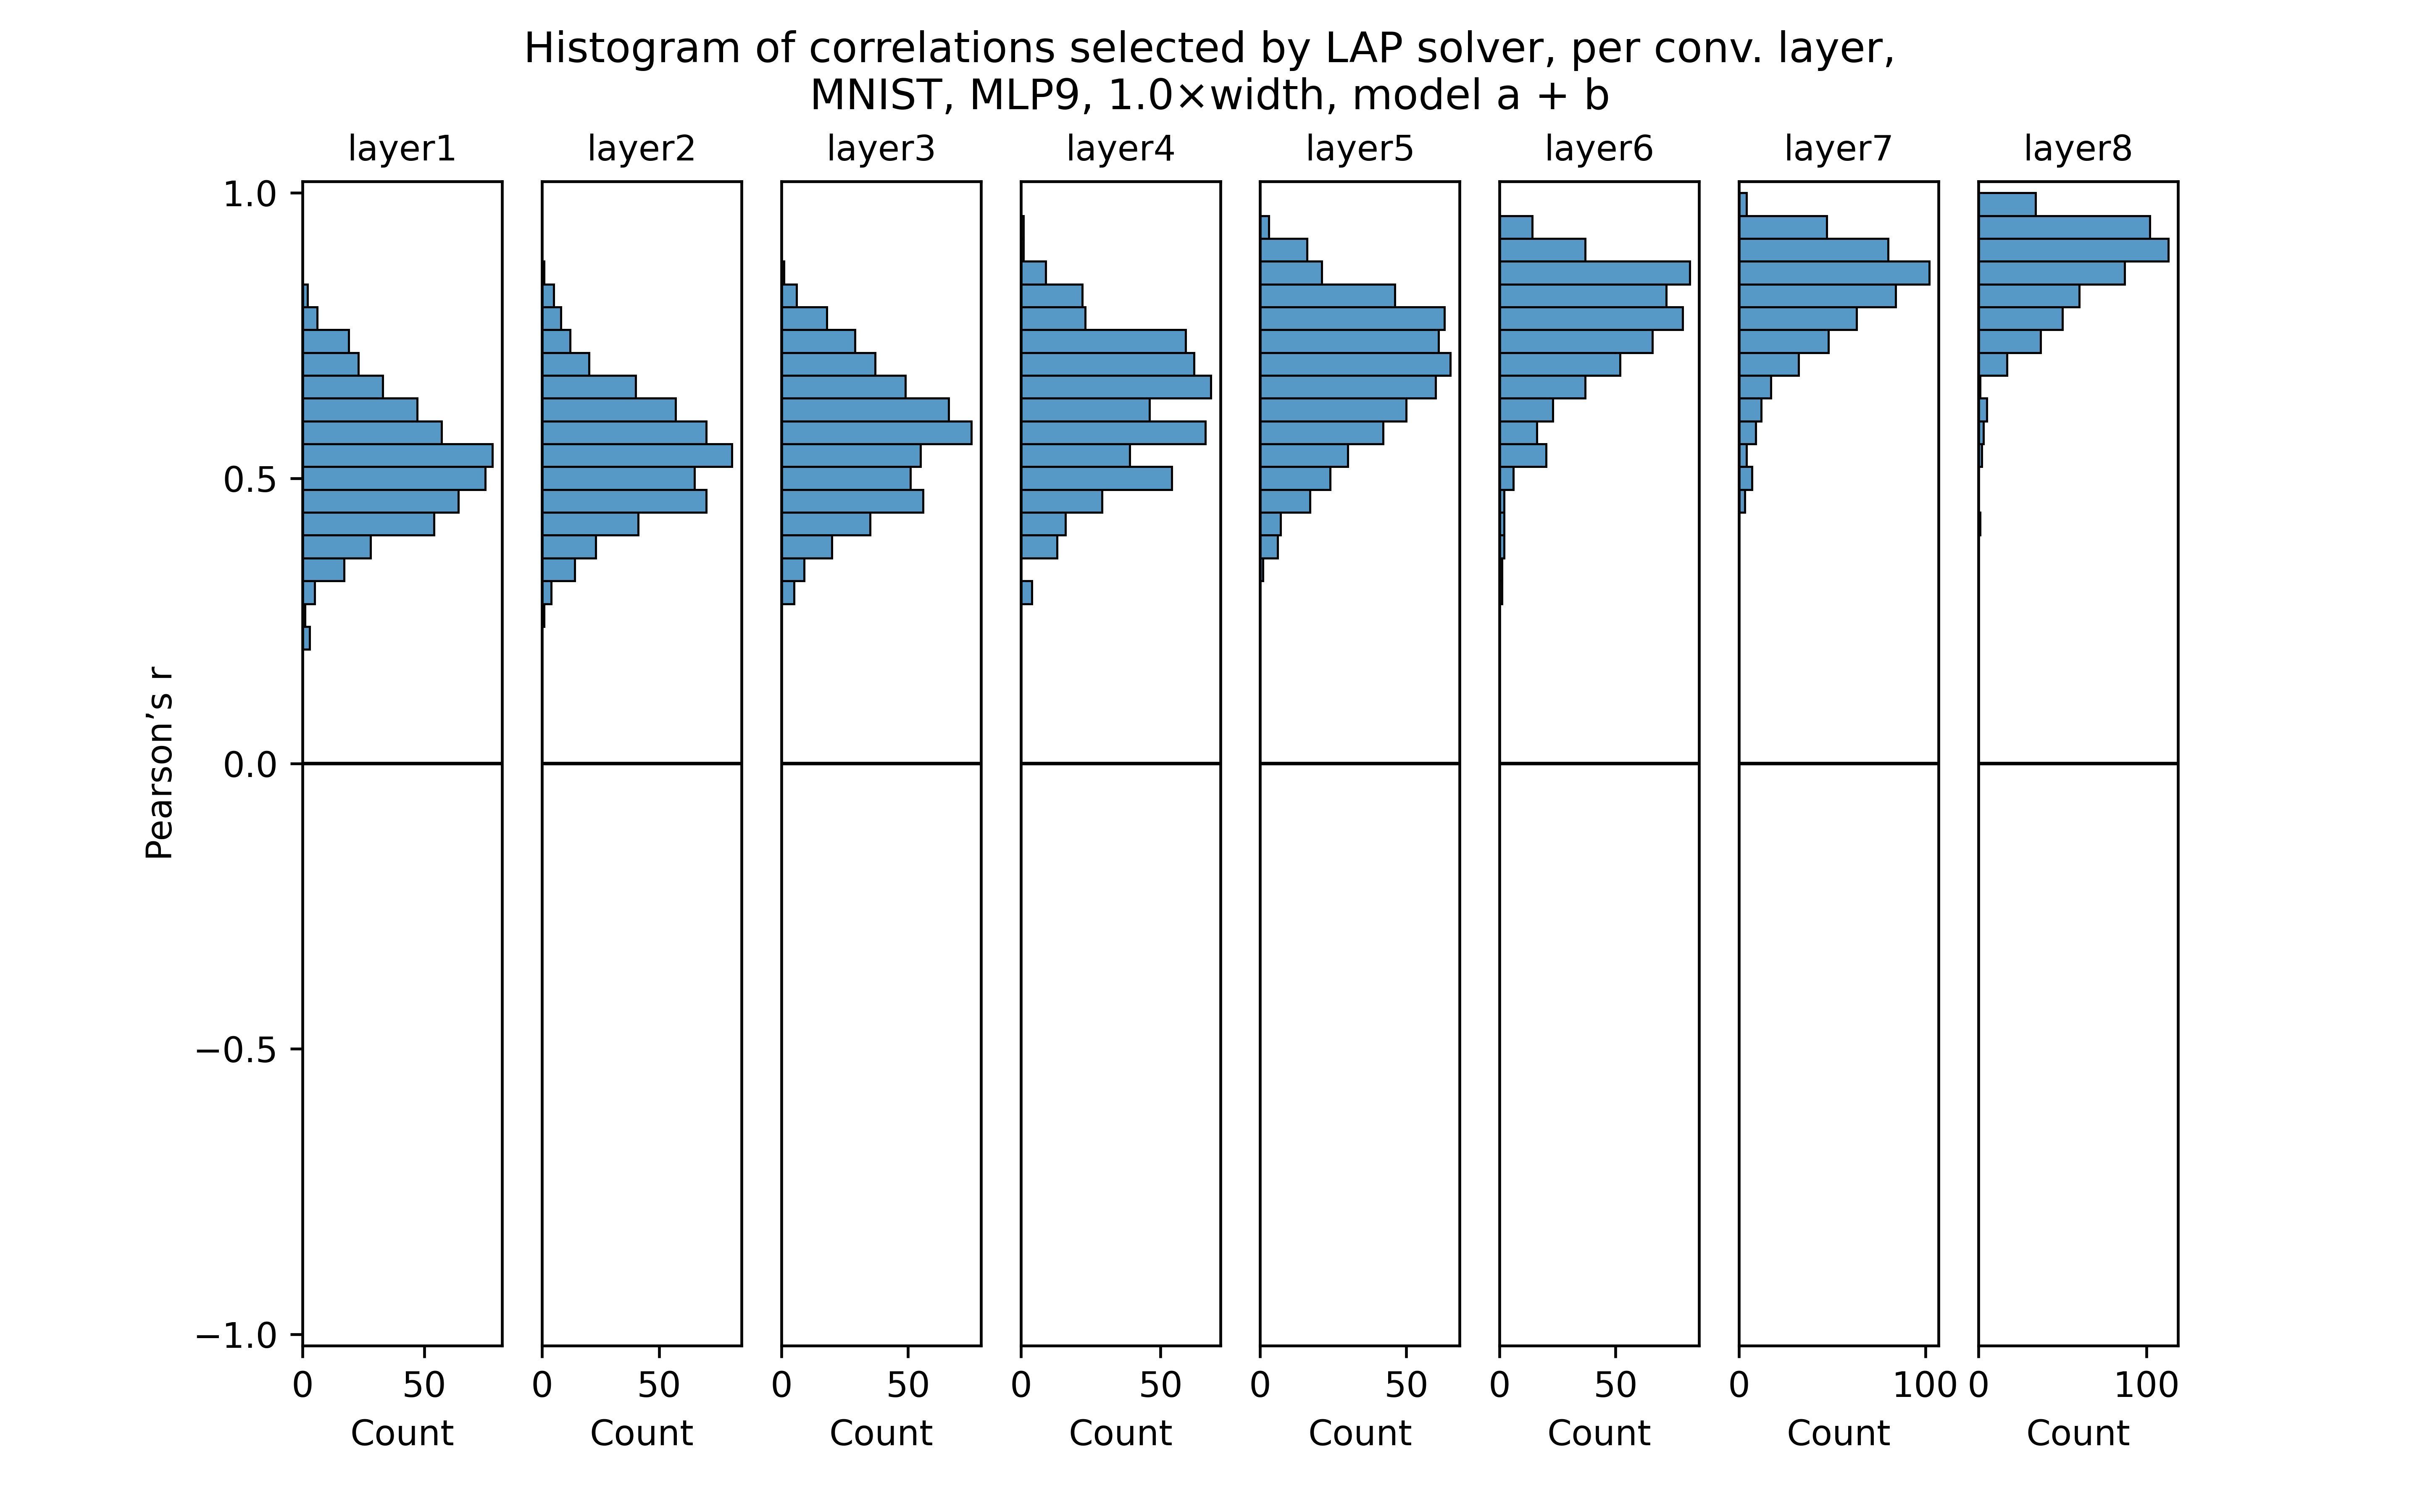 Histogram of correlations selected by LAP solver, per conv. layer,
MNIST, MLP9, 1.0×width, model a + b
layer1 layer2 layer3 layer4 layer5 layer6 layer7 layer8
1.0
0.5
0.0
−0.5
−1.0
Pearson’s r
0 50 0 50 0 50 0 50 0 50 0 50 0 100 0 100
Count Count Count Count Count Count Count Count